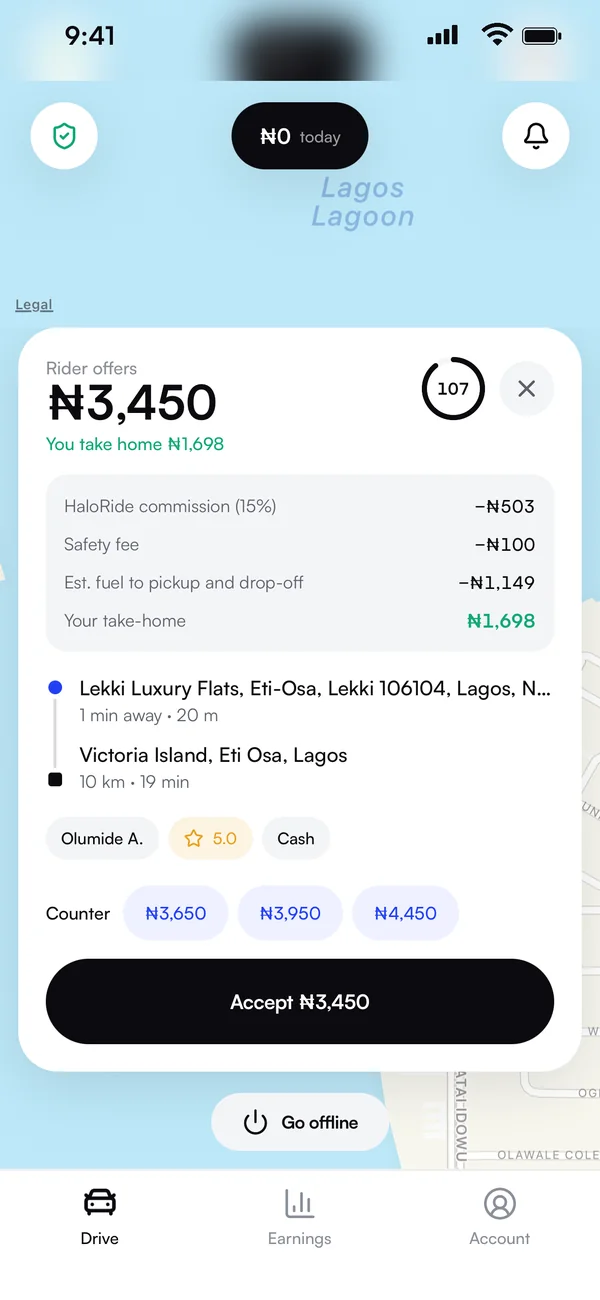 9:41
₦0 today
Lagos
Lagoon
Legal
Rider offers
₦3,450
107
You take home ₦1,698
HaloRide commission (15%) −₦503
Safety fee −₦100
Est. fuel to pickup and drop-off −₦1,149
Your take-home ₦1,698
Lekki Luxury Flats, Eti-Osa, Lekki 106104, Lagos, N...
1 min away · 20 m
Victoria Island, Eti Osa, Lagos
10 km · 19 min
Olumide A. 5.0 Cash
Counter ₦3,650 ₦3,950 ₦4,450
Accept ₦3,450
Go offline
ATAI IDOWU
OLAWALE COLE
Drive Earnings Account